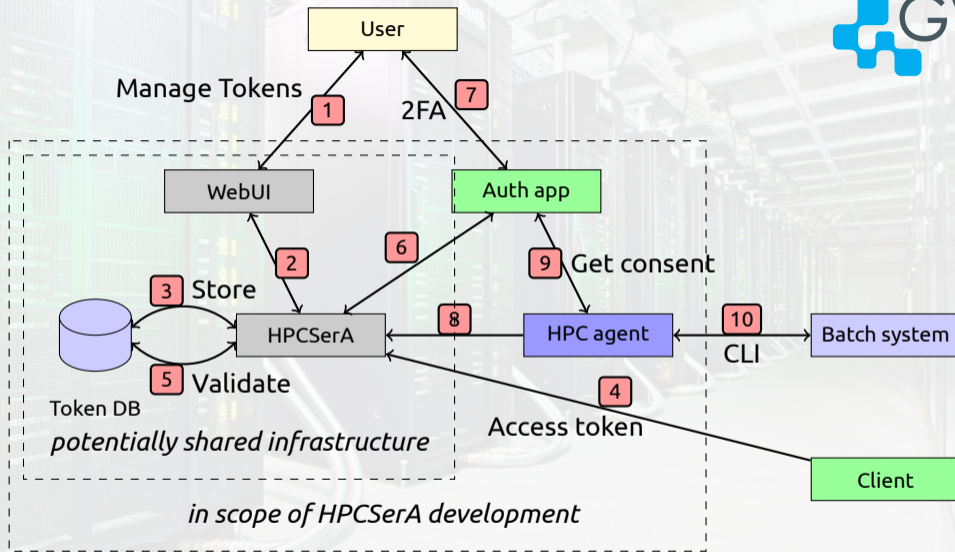 User
Manage Tokens
1
2FA
7
WebUI
Auth app
2
6
9
Get consent
3
Store
HPCSerA
8
HPC agent
10
CLI
Batch system
5
Validate
4
Access token
Token DB
potentially shared infrastructure
Client
in scope of HPCSerA development